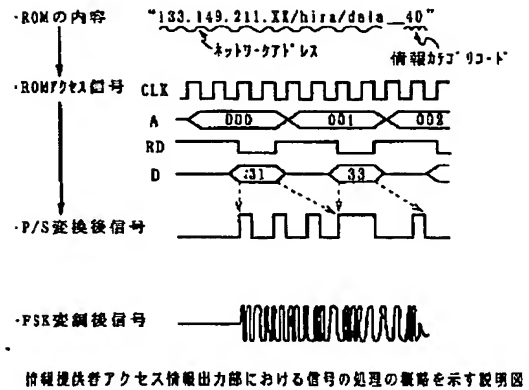 ・ROMの内容
"133.149.211.XX/hira/data_40"
ネットワークアドレス
情報カテゴリコード
・ROMアクセス信号
CLK
A 000 001 002
RD
D 31 33
・P/S変換後信号
・FSK変調後信号
情報提供者アクセス情報出力部における信号の処理の概略を示す説明図